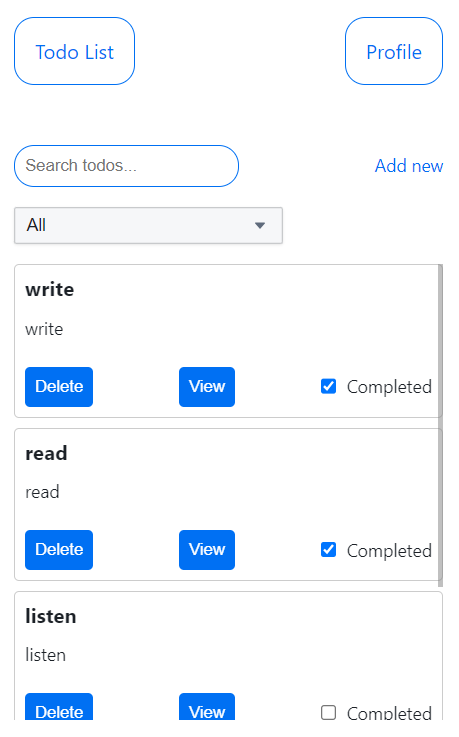 Todo List Profile
Search todos... Add new
All
write
write
Delete View Completed
read
read
Delete View Completed
listen
listen
Delete View Completed